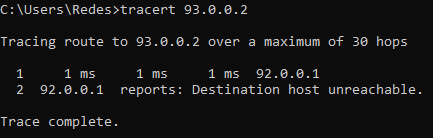 C:\Users\Redes>tracert 93.0.0.2
Tracing route to 93.0.0.2 over a maximum of 30 hops
1 1 ms 1 ms 1 ms 92.0.0.1
2 92.0.0.1 reports: Destination host unreachable.
Trace complete.